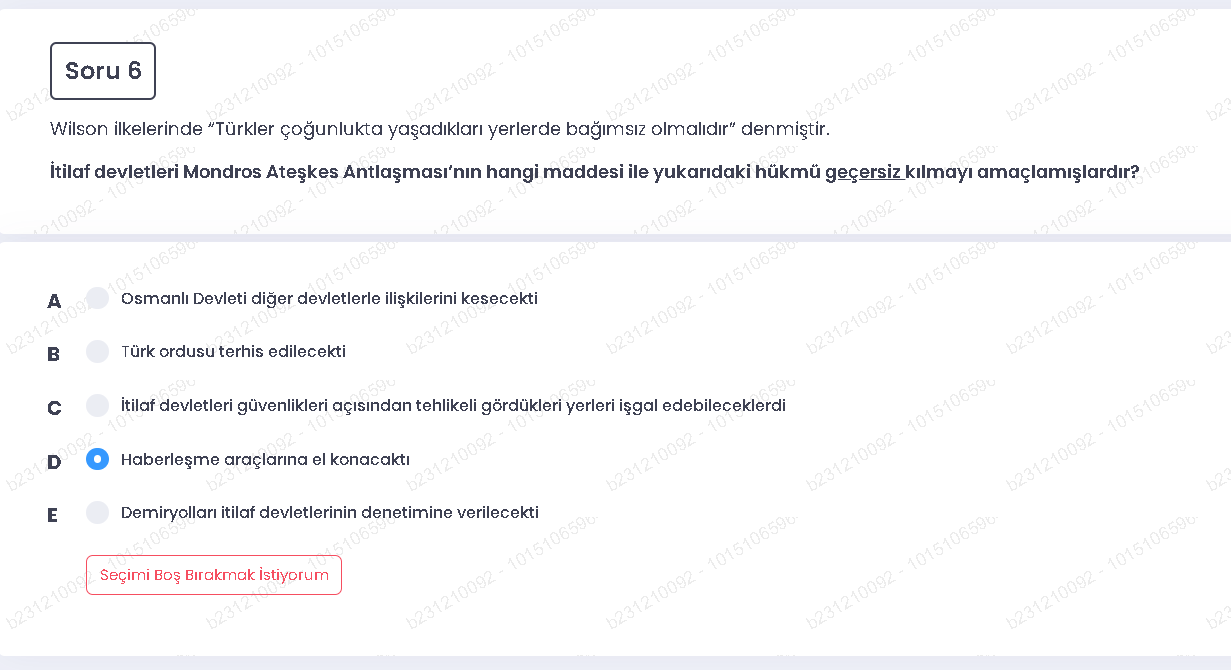 Soru 6
Wilson ilkelerinde “Türkler çoğunlukta yaşadıkları yerlerde bağımsız olmalıdır” denmiştir.
İtilaf devletleri Mondros Ateşkes Antlaşması’nın hangi maddesi ile yukarıdaki hükmü geçersiz kılmayı amaçlamışlardır?
A Osmanlı Devleti diğer devletlerle ilişkilerini kesecekti
B Türk ordusu terhis edilecekti
C İtilaf devletleri güvenlikleri açısından tehlikeli gördükleri yerleri işgal edebileceklerdi
D Haberleşme araçlarına el konacaktı
E Demiryolları itilaf devletlerinin denetimine verilecekti
Seçimi Boş Bırakmak İstiyorum
b231210092 - 1015106596